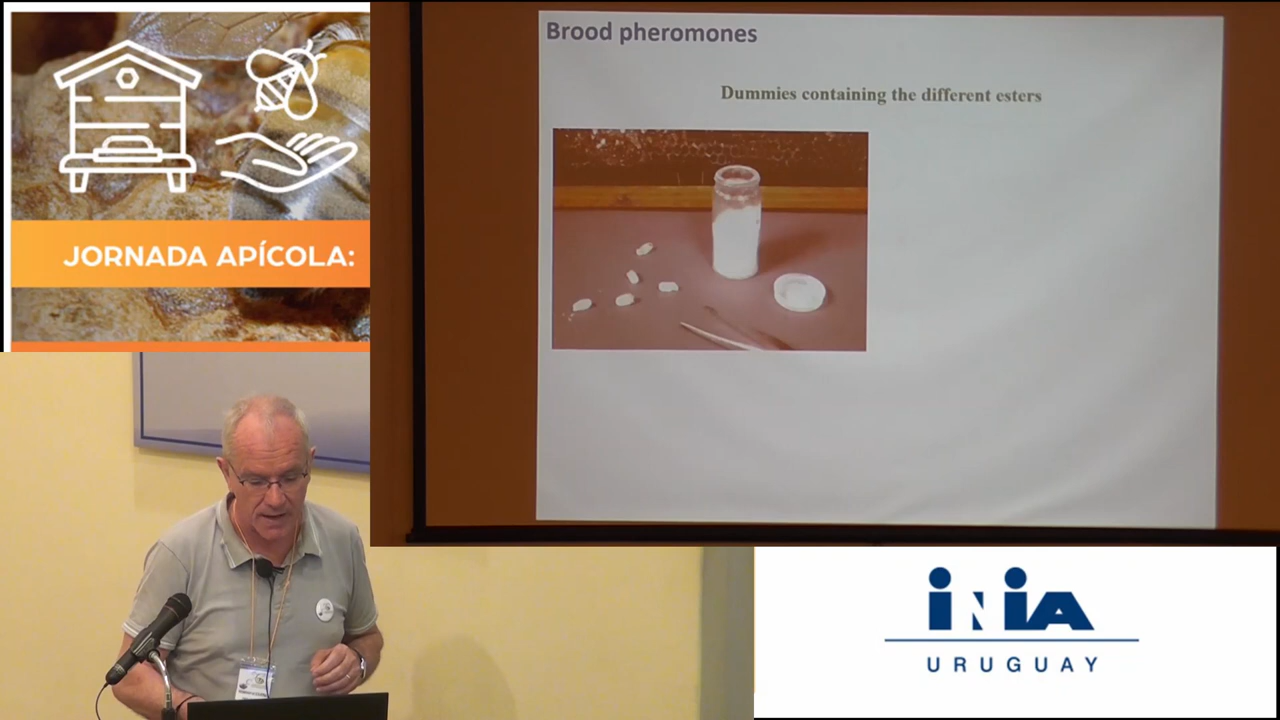 JORNADA APÍCOLA:
Brood pheromones
Dummies containing the different esters
iNiA
URUGUAY